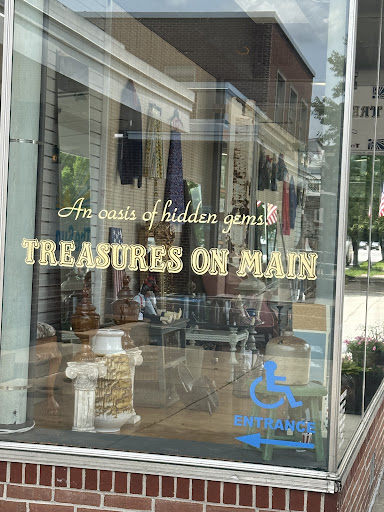 An oasis of hidden gems!
TREASURES ON MAIN
ENTRANCE